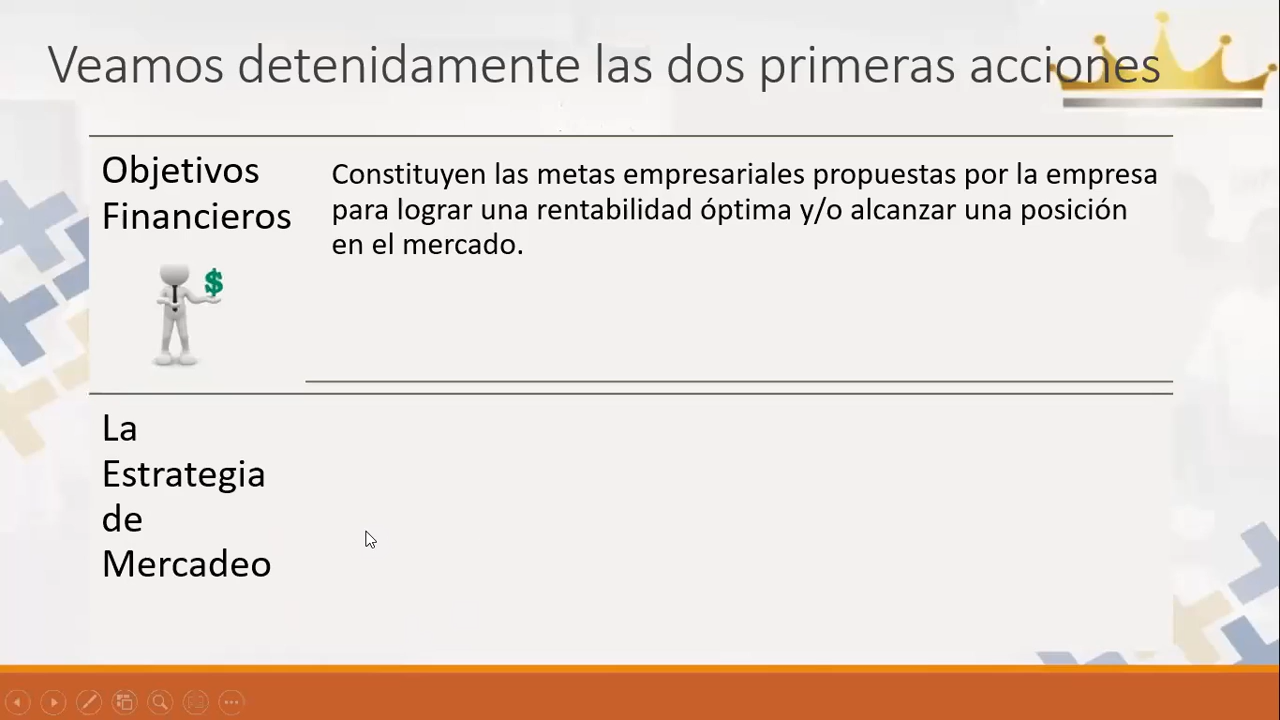 Veamos detenidamente las dos primeras acciones
Objetivos
Financieros
Constituyen las metas empresariales propuestas por la empresa
para lograr una rentabilidad óptima y/o alcanzar una posición
en el mercado.
$
La
Estrategia
de
Mercadeo